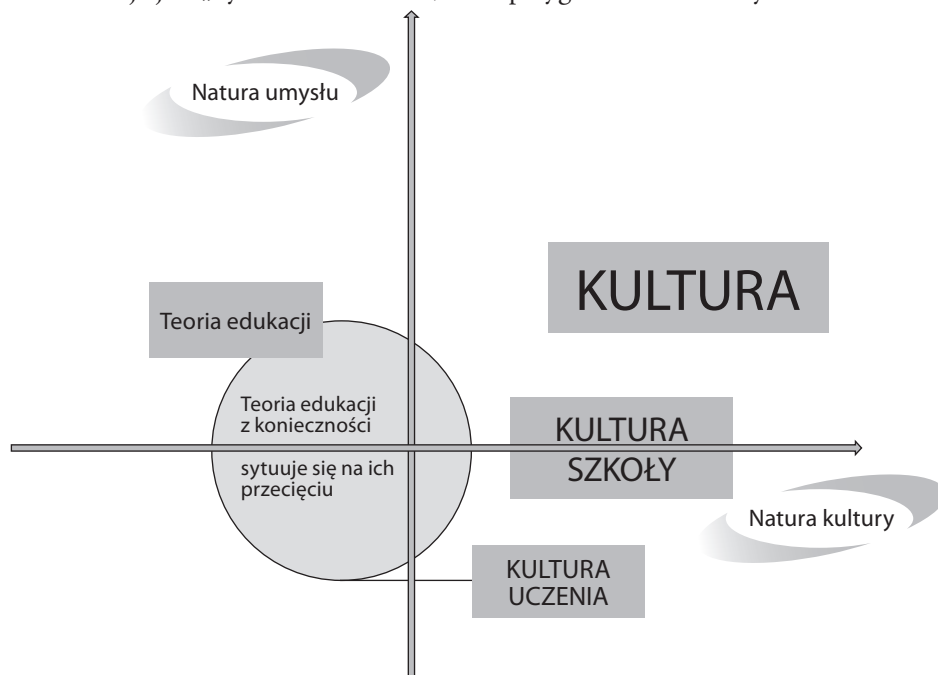 Natura umysłu
KULTURA
Teoria edukacji
Teoria edukacji
z konieczności
KULTURA
SZKOŁY
sytuuje się na ich
przecięciu
Natura kultury
KULTURA
UCZENIA